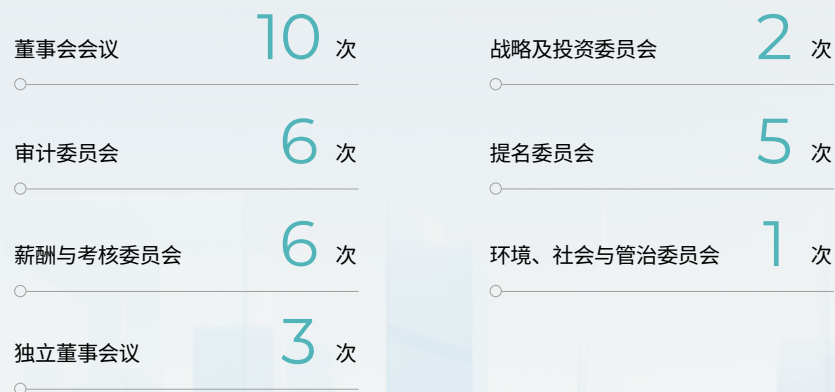 董事会会议 10 次
战略及投资委员会 2 次
审计委员会 6 次
提名委员会 5 次
薪酬与考核委员会 6 次
环境、社会与管治委员会 1 次
独立董事会议 3 次